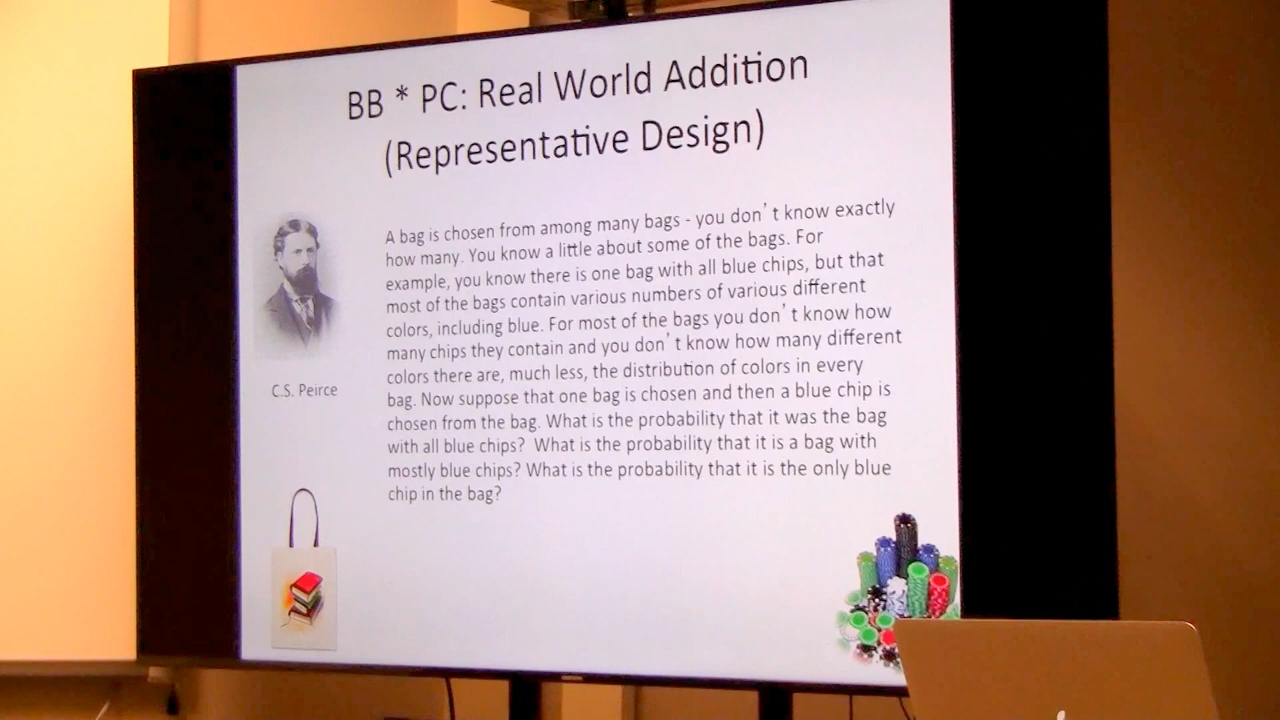 BB * PC: Real World Addition
(Representative Design)
A bag is chosen from among many bags - you don't know exactly
how many. You know a little about some of the bags. For
example, you know there is one bag with all blue chips, but that
most of the bags contain various numbers of various different
colors, including blue. For most of the bags you don't know how
many chips they contain and you don't know how many different
colors there are, much less, the distribution of colors in every
bag. Now suppose that one bag is chosen and then a blue chip is
chosen from the bag. What is the probability that it was the bag
with all blue chips? What is the probability that it is a bag with
mostly blue chips? What is the probability that it is the only blue
chip in the bag?
C.S. Peirce